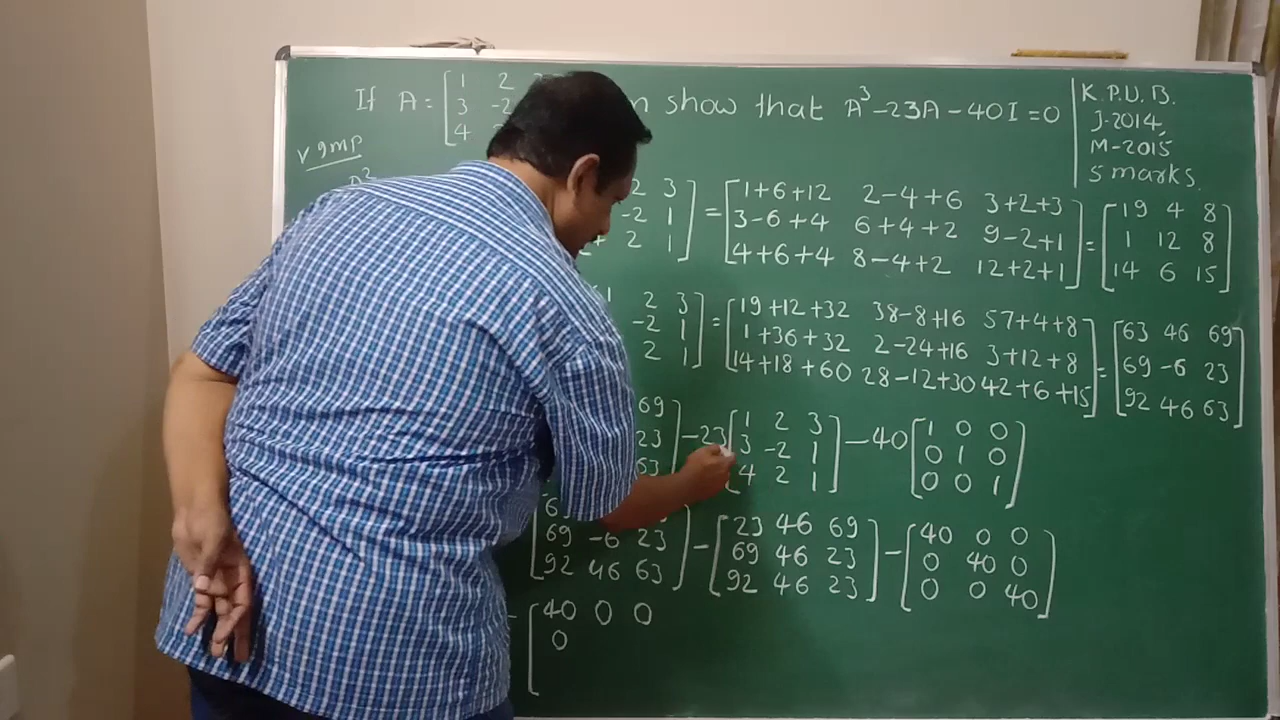 If A = [ 1 2
3 -2
4
n show that A³ - 23A - 40I = 0
K.P.U.B.
J-2014,
M-2015
5 marks.
v gmp
A²
2 3 ] = [ 1+6+12 2-4+6 3+2+3 ] = [ 19 4 8 ]
-2 1 3-6+4 6+4+2 9-2+1 1 12 8
2 1 4+6+4 8-4+2 12+2+1 14 6 15
1 2 3 ] = [ 19+12+32 38-8+16 57+4+8 ] = [ 63 46 69 ]
-2 1 1+36+32 2-24+16 3+12+8 69 -6 23
2 1 14+18+60 28-12+30 42+6+15 92 46 63
69 ] -23 [ 1 2 3 ] -40 [ 1 0 0 ]
23 3 -2 1 0 1 0
63 4 2 1 0 0 1
[ 6 ] - [ 23 46 69 ] - [ 40 0 0 ]
69 -6 23 69 46 23 0 40 0
92 46 63 92 46 23 0 0 40
[ 40 0 0
0